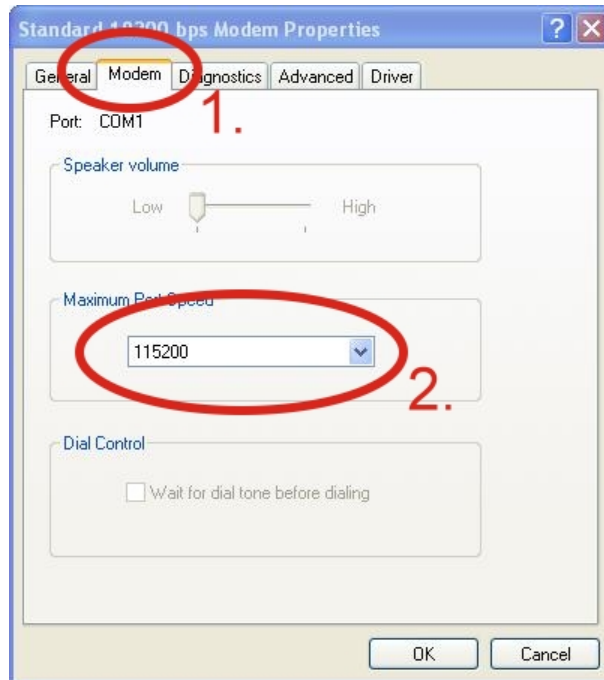 Standard 19200 bps Modem Properties
General Modem Diagnostics Advanced Driver
1.
Port: COM1
Speaker volume
Low High
Maximum Port Speed
115200
2.
Dial Control
Wait for dial tone before dialing
OK Cancel